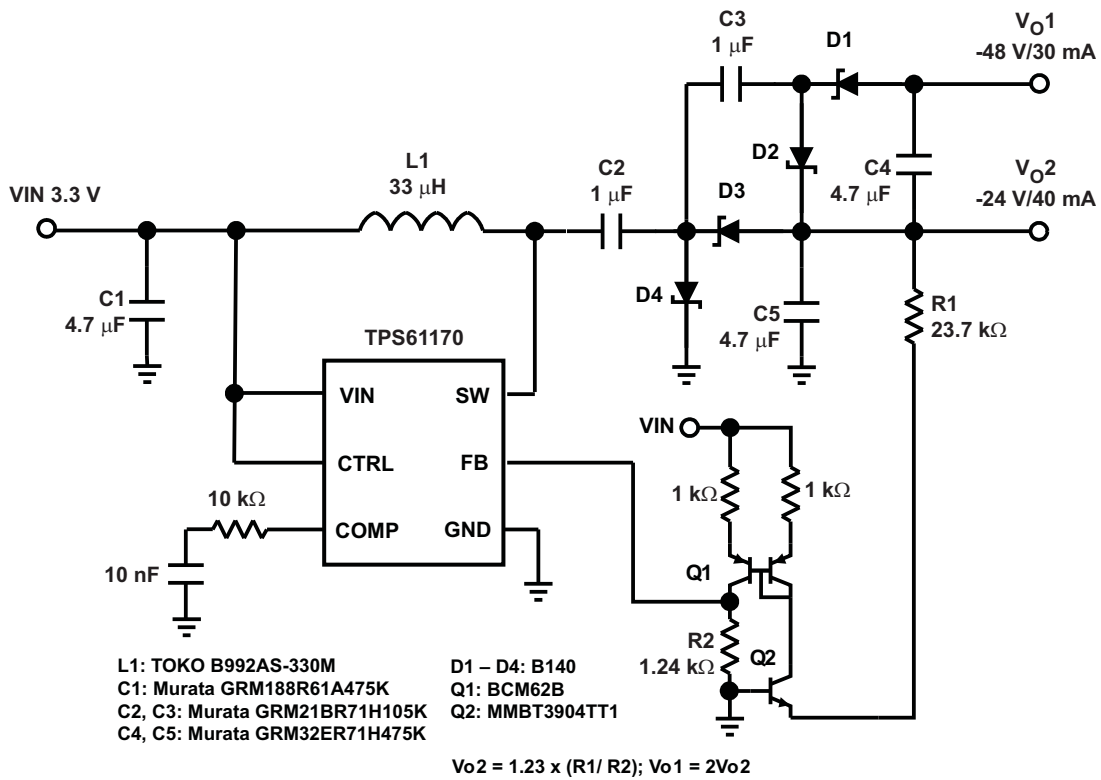 C3
1 μF
D1
VO1
-48 V/30 mA
L1
33 μH
C2
1 μF
D2
C4
4.7 μF
VO2
-24 V/40 mA
VIN 3.3 V
D3
C1
4.7 μF
D4
C5
4.7 μF
R1
23.7 kΩ
TPS61170
VIN
SW
CTRL
FB
COMP
GND
10 kΩ
10 nF
VIN
1 kΩ
1 kΩ
Q1
R2
1.24 kΩ
Q2
L1: TOKO B992AS-330M
C1: Murata GRM188R61A475K
C2, C3: Murata GRM21BR71H105K
C4, C5: Murata GRM32ER71H475K
D1 – D4: B140
Q1: BCM62B
Q2: MMBT3904TT1
Vo2 = 1.23 x (R1/ R2); Vo1 = 2Vo2